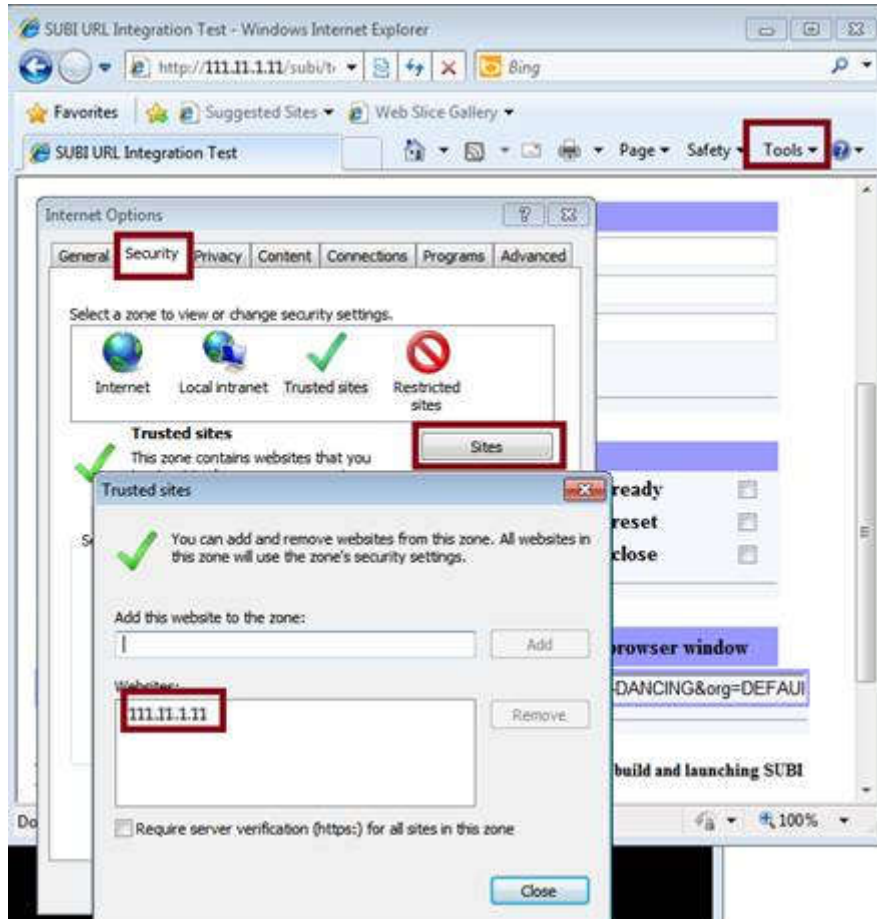 SUBI URL Integration Test - Windows Internet Explorer
http://111.11.1.11/subi/t
Bing
Favorites Suggested Sites Web Slice Gallery
SUBI URL Integration Test Page Safety Tools
Internet Options
General Security Privacy Content Connections Programs Advanced
Select a zone to view or change security settings.
Internet Local intranet Trusted sites Restricted
sites
Trusted sites
This zone contains websites that you
Sites
Trusted sites
ready
You can add and remove websites from this zone. All websites in
this zone will use the zone's security settings.
reset
close
Add this website to the zone:
Add
browser window
Websites:
-DANCING&org=DEFAUI
111.11.1.11
Remove
build and launching SUBI
Require server verification (https:) for all sites in this zone
100%
Close